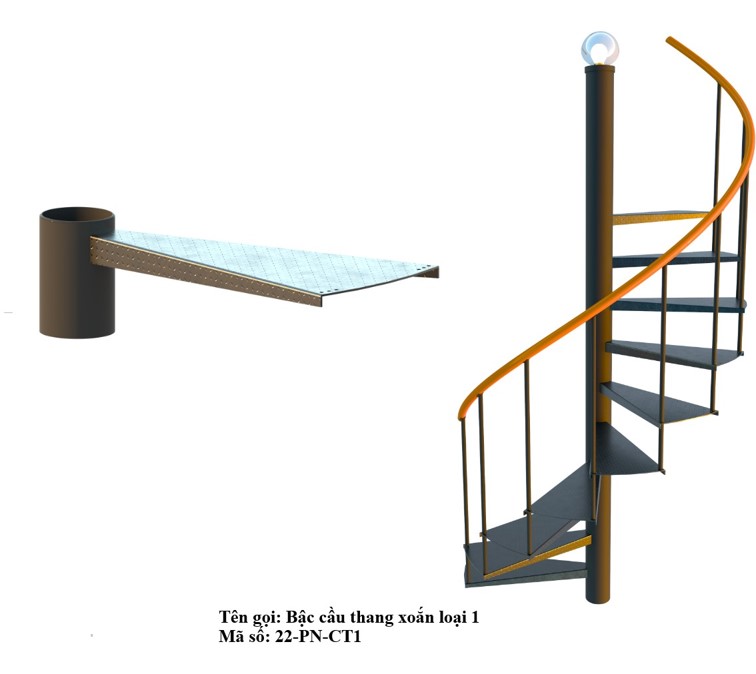 Tên gọi: Bậc cầu thang xoắn loại 1
Mã số: 22-PN-CT1